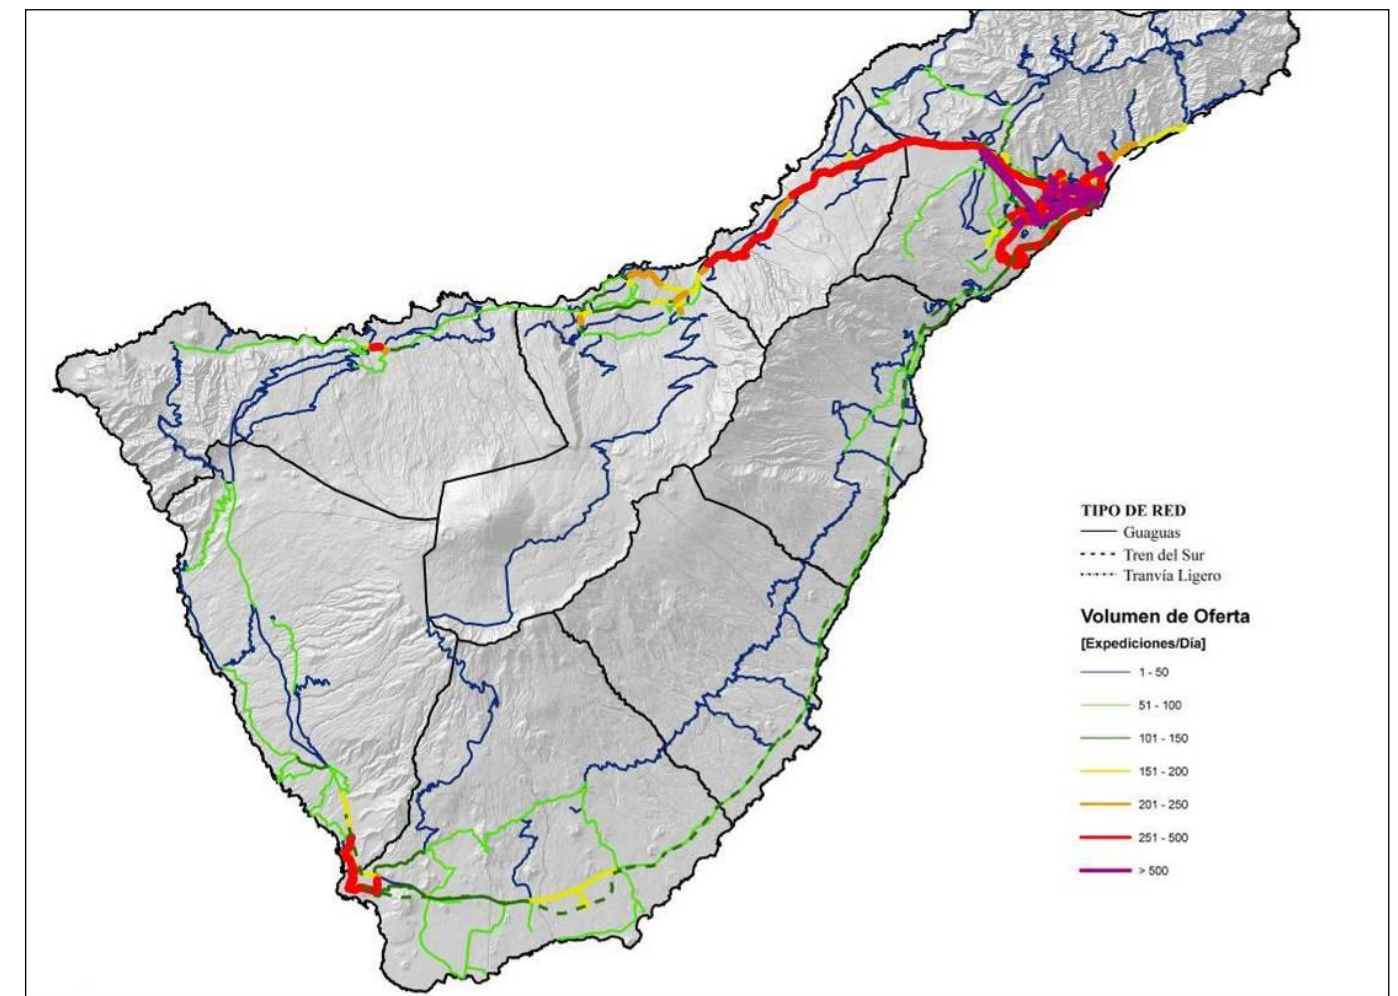 TIPO DE RED
Guaguas
Tren del Sur
Tranvía Ligero
Volumen de Oferta
[Expediciones/Día]
1 - 50
51 - 100
101 - 150
151 - 200
201 - 250
251 - 500
> 500